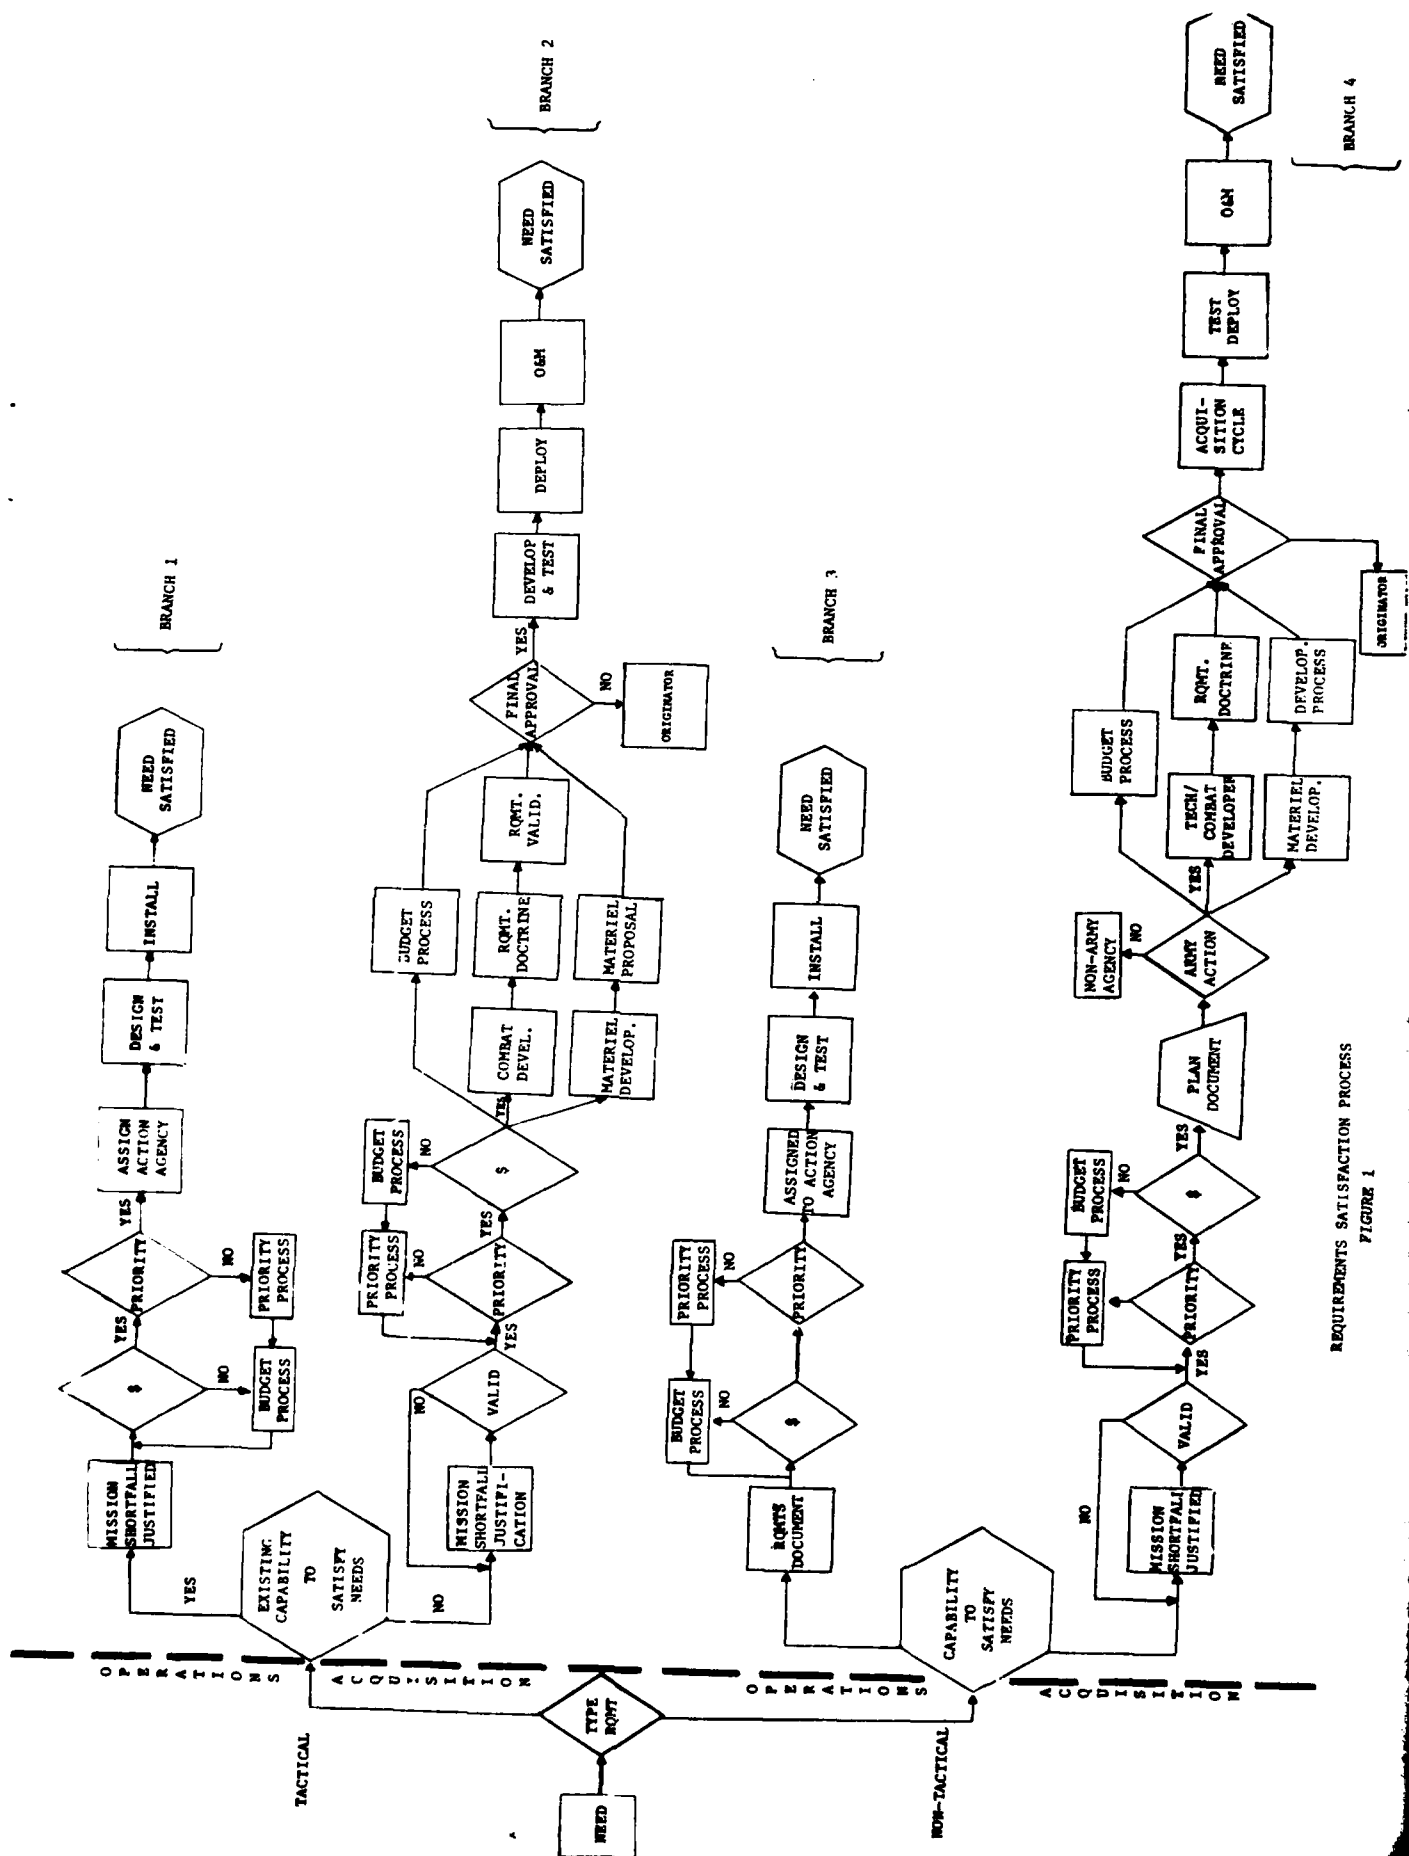 NEED
TYPE
RQMT
TACTICAL
NON-TACTICAL
OPERATIONS
ACQUISITION
OPERATIONS
ACQUISITION
EXISTING
CAPABILITY
TO
SATISFY
NEEDS
YES
NO
MISSION
SHORTFALL
JUSTIFIED
$
YES
NO
BUDGET
PROCESS
PRIORITY
YES
NO
PRIORITY
PROCESS
ASSIGN
ACTION
AGENCY
DESIGN
& TEST
INSTALL
NEED
SATISFIED
BRANCH 1
MISSION
SHORTFALL
JUSTIFI-
CATION
VALID
NO
YES
PRIORITY
NO
YES
PRIORITY
PROCESS
$
NO
YES
BUDGET
PROCESS
BUDGET
PROCESS
COMBAT
DEVEL.
RQMT.
DOCTRINE
RQMT.
VALID.
MATERIEL
DEVELOP.
MATERIEL
PROPOSAL
FINAL
APPROVAL
YES
NO
ORIGINATOR
DEVELOP
& TEST
DEPLOY
O&M
NEED
SATISFIED
BRANCH 2
CAPABILITY
TO
SATISFY
NEEDS
RQMTS
DOCUMENT
$
NO
BUDGET
PROCESS
PRIORITY
NO
PRIORITY
PROCESS
ASSIGNED
TO ACTION
AGENCY
DESIGN
& TEST
INSTALL
NEED
SATISFIED
BRANCH 3
MISSION
SHORTFALL
JUSTIFIED
VALID
NO
YES
PRIORITY
YES
PRIORITY
PROCESS
$
NO
YES
BUDGET
PROCESS
PLAN
DOCUMENT
ARMY
ACTION
NO
YES
NON-ARMY
AGENCY
BUDGET
PROCESS
TECH/
COMBAT
DEVELOPER
RQMT.
DOCTRINE
MATERIEL
DEVELOP.
DEVELOP.
PROCESS
FINAL
APPROVAL
ORIGINATOR
ACQUI-
SITION
CYCLE
TEST
DEPLOY
O&M
NEED
SATISFIED
BRANCH 4
REQUIREMENTS SATISFACTION PROCESS
FIGURE 1